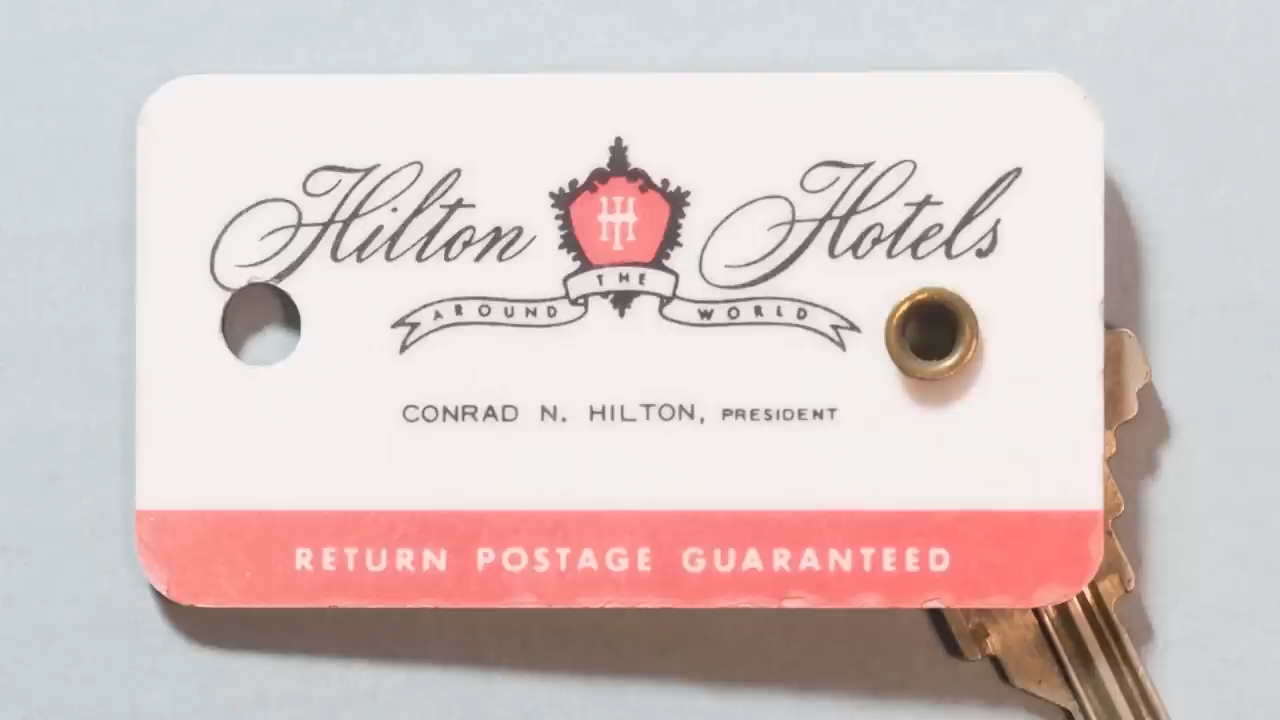 Hilton Hotels
THE
AROUND WORLD
CONRAD N. HILTON, PRESIDENT
RETURN POSTAGE GUARANTEED